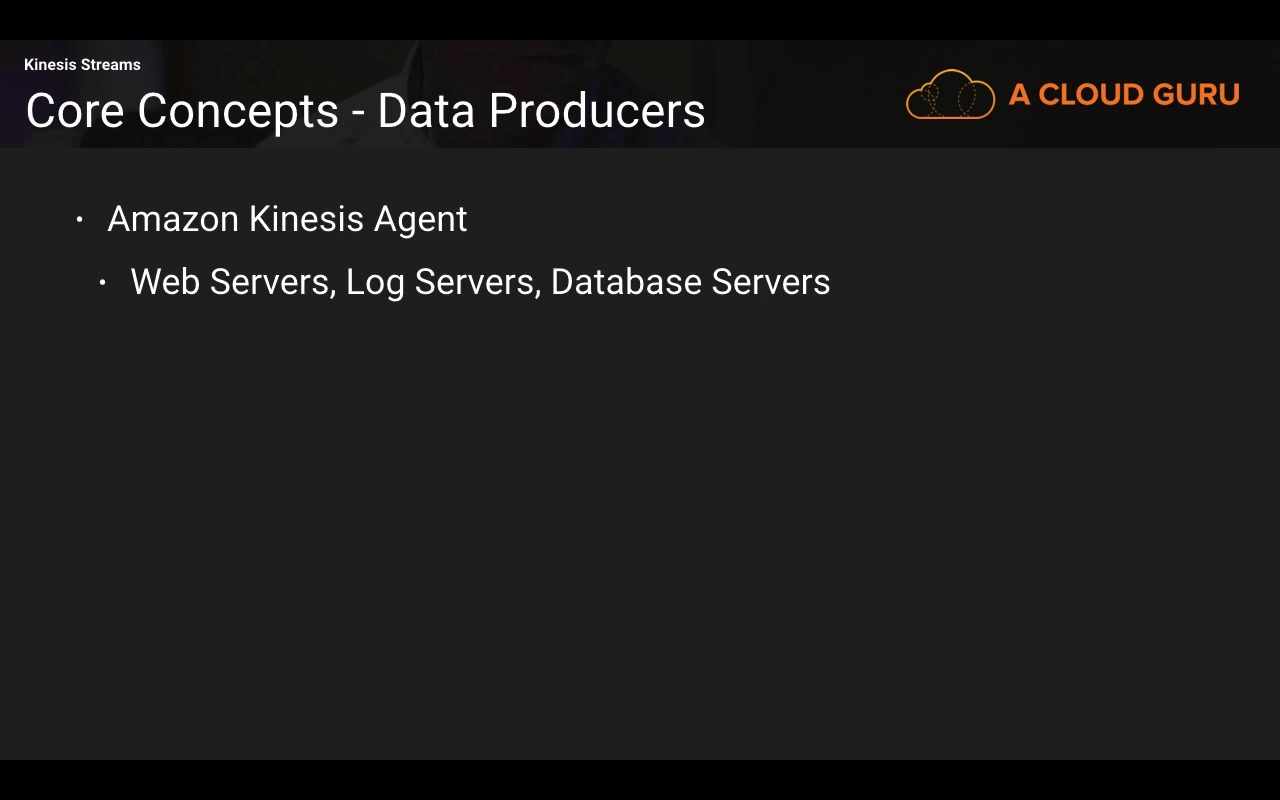 Kinesis Streams
Core Concepts - Data Producers
A CLOUD GURU
• Amazon Kinesis Agent
• Web Servers, Log Servers, Database Servers